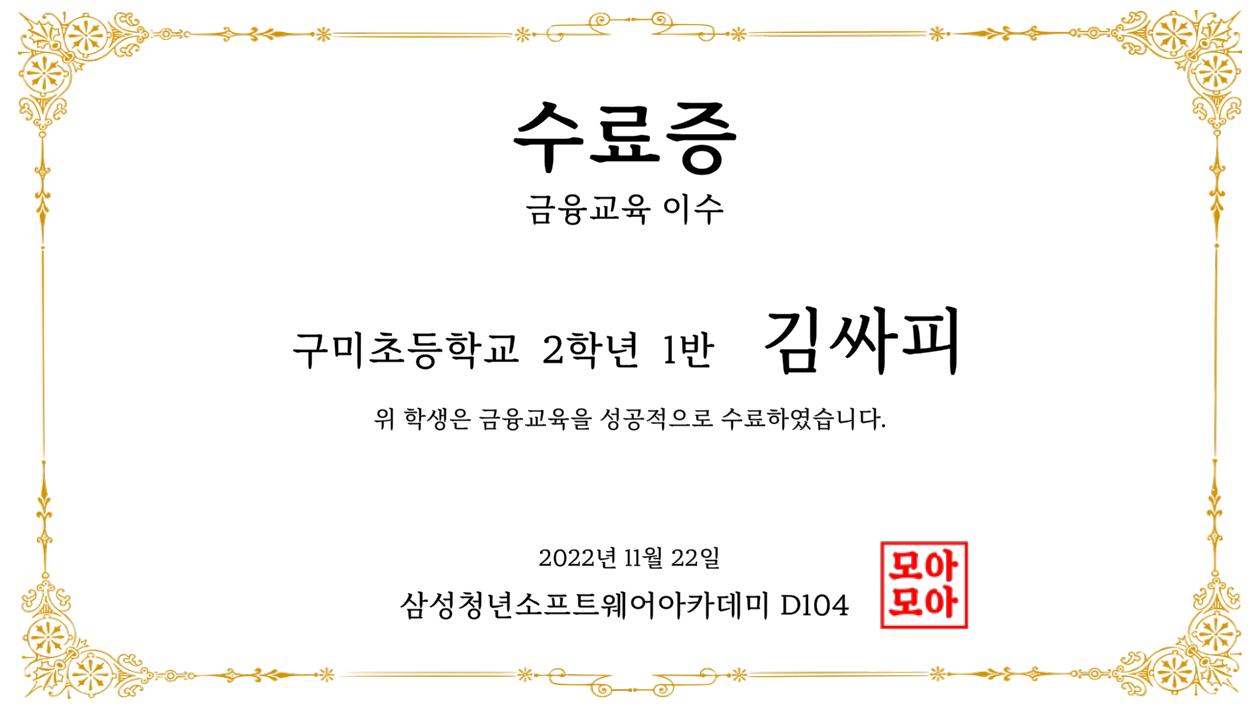 수료증
금융교육 이수
구미초등학교 2학년 1반 김싸피
위 학생은 금융교육을 성공적으로 수료하였습니다.
2022년 11월 22일
삼성청년소프트웨어아카데미 D104
모아
모아